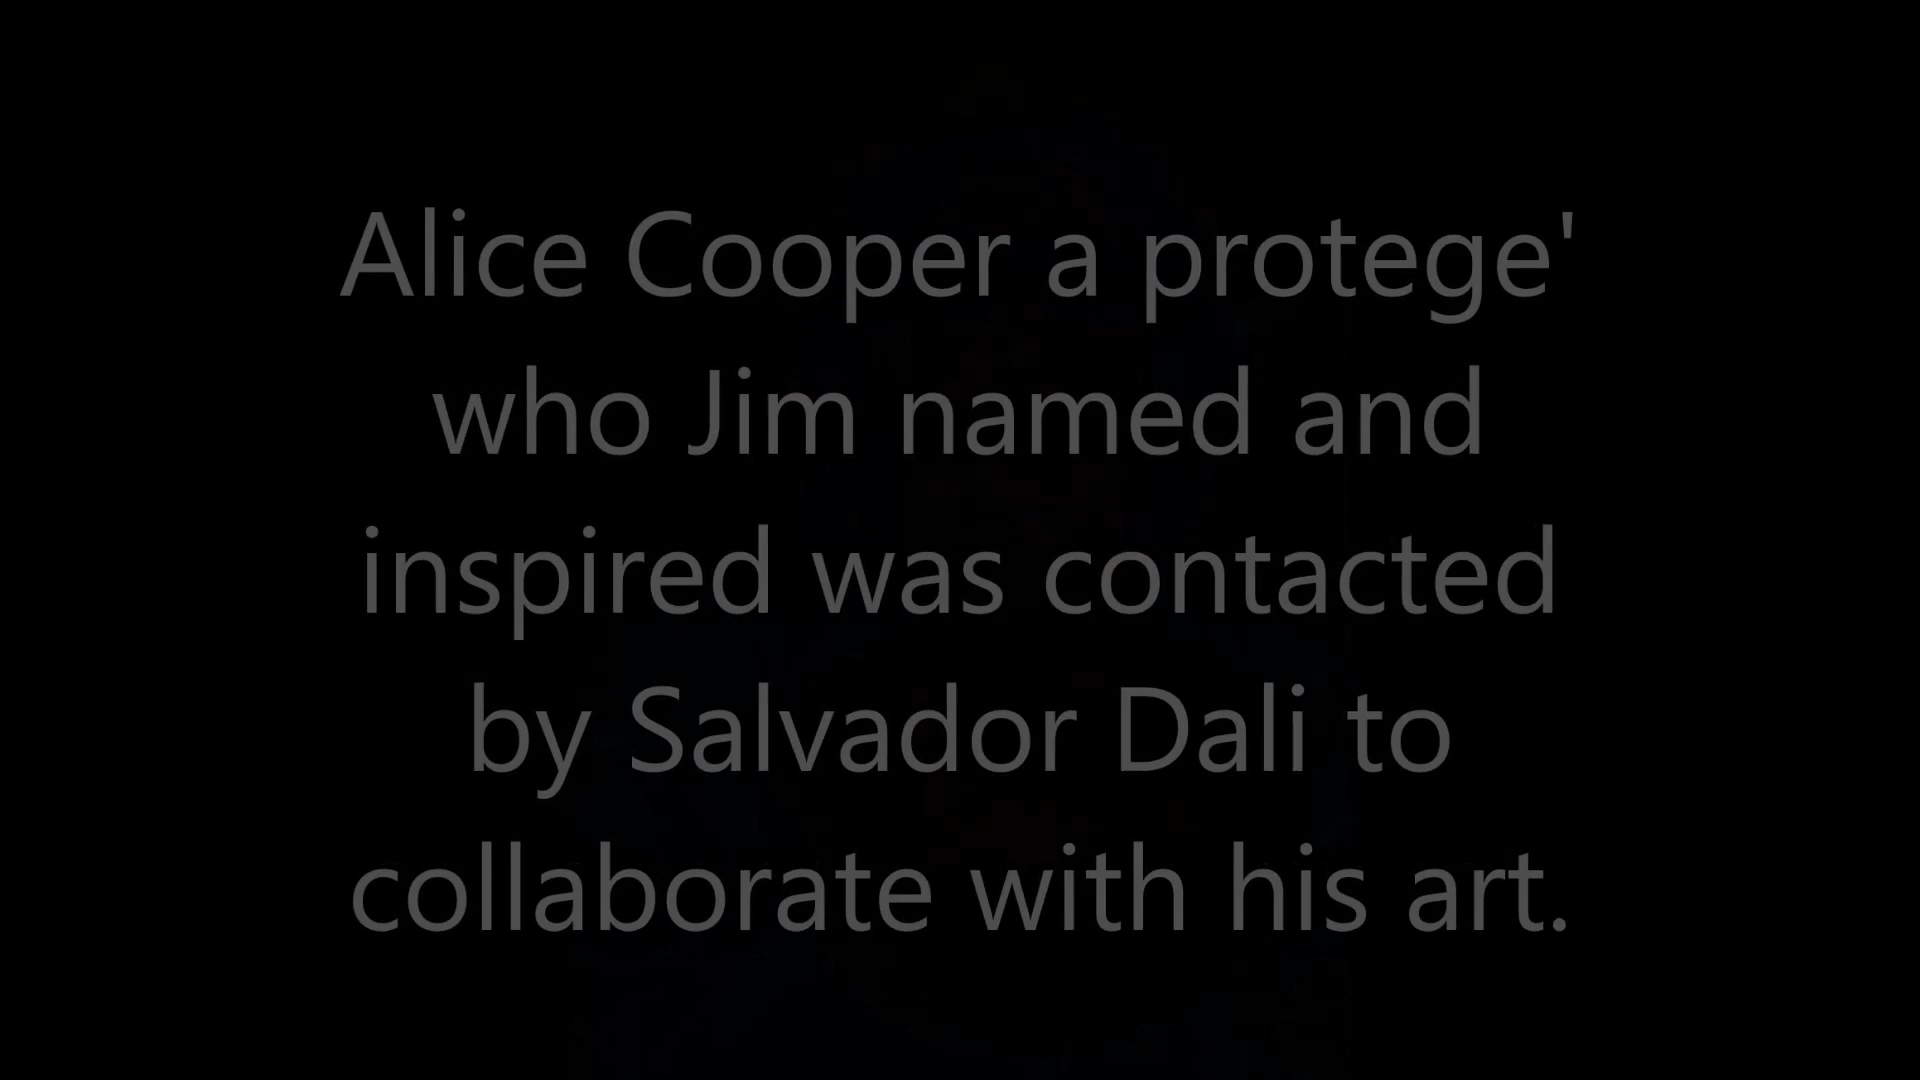 Alice Cooper a protege'
who Jim named and
inspired was contacted
by Salvador Dali to
collaborate with his art.